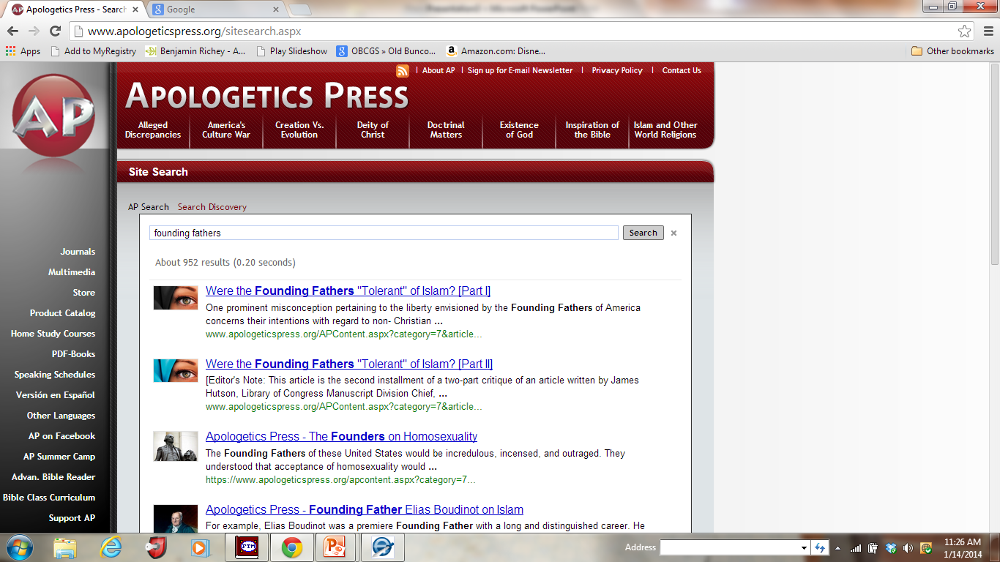 Apologetics Press - Search
Google
www.apologeticspress.org/sitesearch.aspx
Apps
Add to MyRegistry
Benjamin Richey - A...
Play Slideshow
OBCGS » Old Bunco...
Amazon.com: Disne...
Other bookmarks
AP
About AP | Sign up for E-mail Newsletter | Privacy Policy | Contact Us
APOLOGETICS PRESS
Alleged Discrepancies
America's Culture War
Creation Vs. Evolution
Deity of Christ
Doctrinal Matters
Existence of God
Inspiration of the Bible
Islam and Other World Religions
Site Search
AP Search Search Discovery
founding fathers
Search ×
About 952 results (0.20 seconds)
Were the Founding Fathers "Tolerant" of Islam? [Part I]
One prominent misconception pertaining to the liberty envisioned by the Founding Fathers of America
concerns their intentions with regard to non- Christian ...
www.apologeticspress.org/APContent.aspx?category=7&article...
Were the Founding Fathers "Tolerant" of Islam? [Part II]
[Editor's Note: This article is the second installment of a two-part critique of an article written by James
Hutson, Library of Congress Manuscript Division Chief, ...
www.apologeticspress.org/APContent.aspx?category=7&article...
Apologetics Press - The Founders on Homosexuality
The Founding Fathers of these United States would be incredulous, incensed, and outraged. They
understood that acceptance of homosexuality would ...
https://www.apologeticspress.org/apcontent.aspx?category=7...
Apologetics Press - Founding Father Elias Boudinot on Islam
For example, Elias Boudinot was a premiere Founding Father with a long and distinguished career. He
Journals
Multimedia
Store
Product Catalog
Home Study Courses
PDF-Books
Speaking Schedules
Versión en Español
Other Languages
AP on Facebook
AP Summer Camp
Advan. Bible Reader
Bible Class Curriculum
Support AP
FTM
Address
11:26 AM
1/14/2014